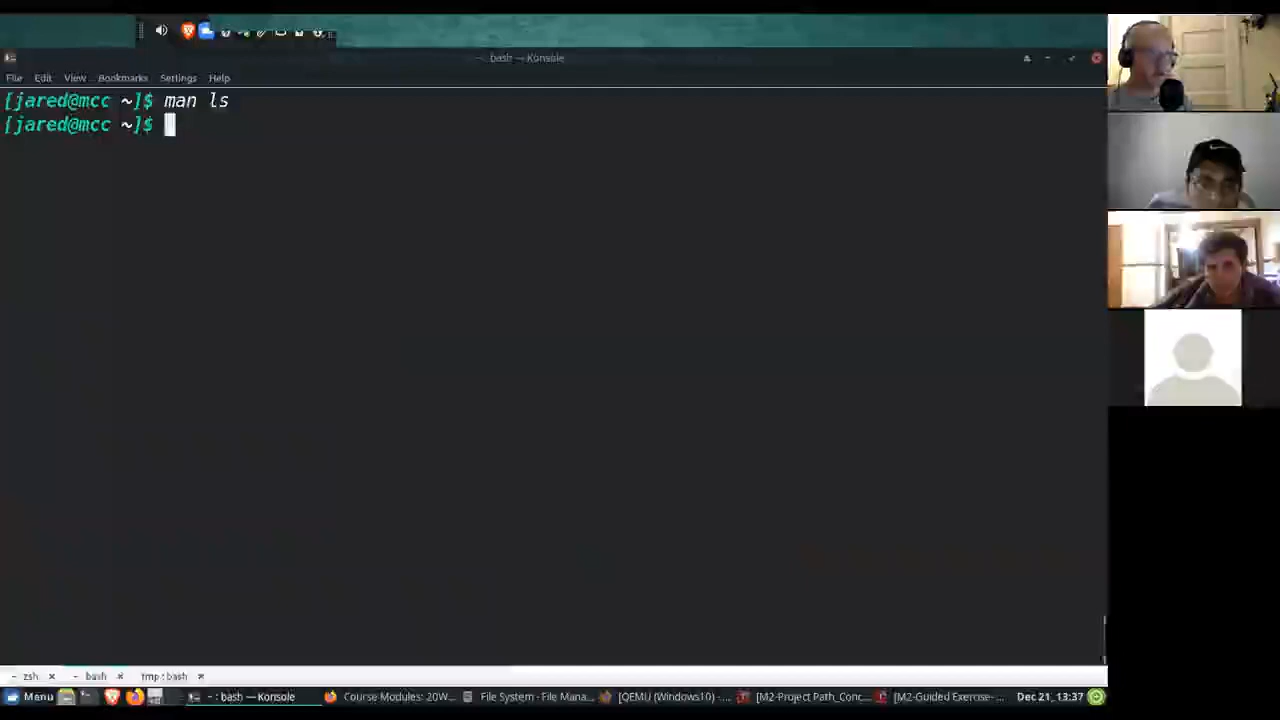 ~ : bash — Konsole
File Edit View Bookmarks Settings Help
[jared@mcc ~]$ man ls
[jared@mcc ~]$
~ : zsh ~ : bash tmp : bash
Menu ~ : bash — Konsole Course Modules: 20W... File System - File Mana... [QEMU (Windows10) -... [M2-Project Path_Conc... [M2-Guided Exercise-... Dec 21, 13:37